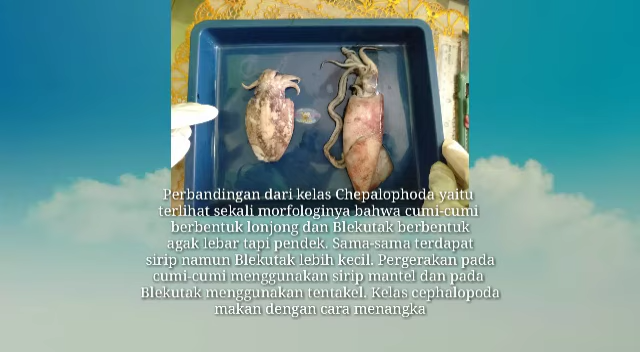 Perbandingan dari kelas Chepalophoda yaitu
terlihat sekali morfologinya bahwa cumi-cumi
berbentuk lonjong dan Blekutak berbentuk
agak lebar tapi pendek. Sama-sama terdapat
sirip namun Blekutak lebih kecil. Pergerakan pada
cumi-cumi menggunakan sirip mantel dan pada
Blekutak menggunakan tentakel. Kelas cephalopoda
makan dengan cara menangka